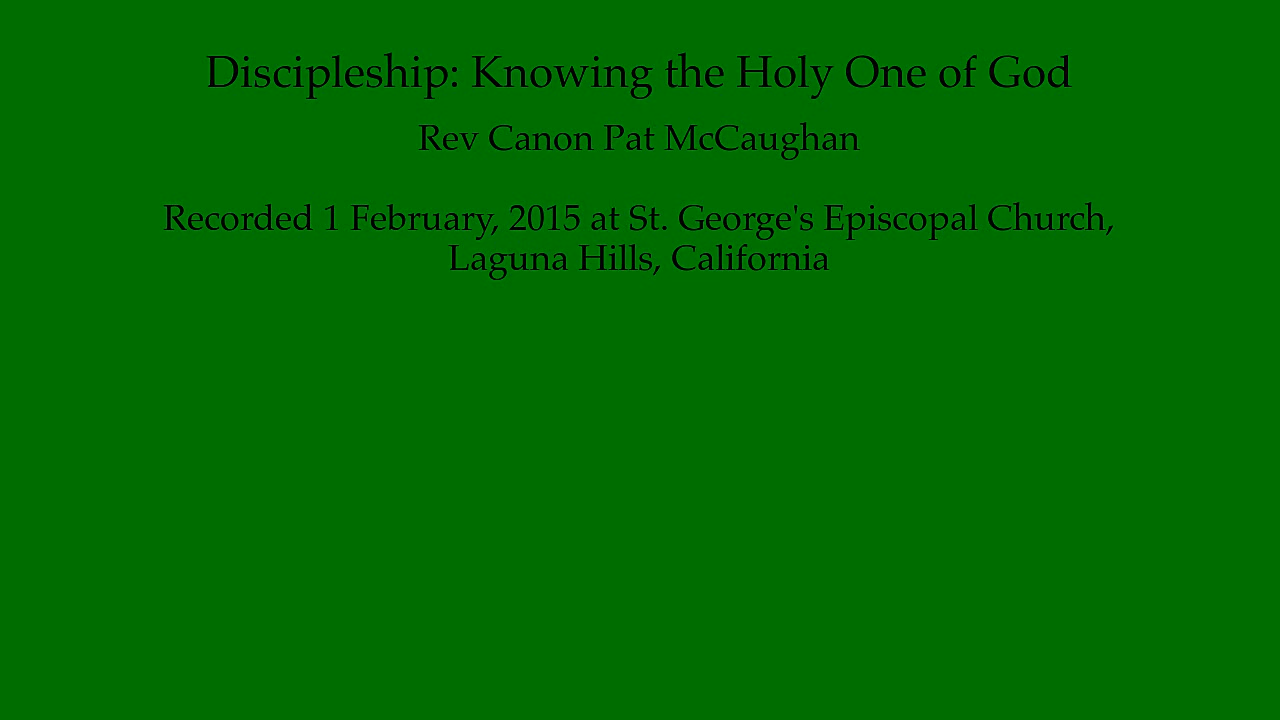 Discipleship: Knowing the Holy One of God
Rev Canon Pat McCaughan
Recorded 1 February, 2015 at St. George's Episcopal Church,
Laguna Hills, California